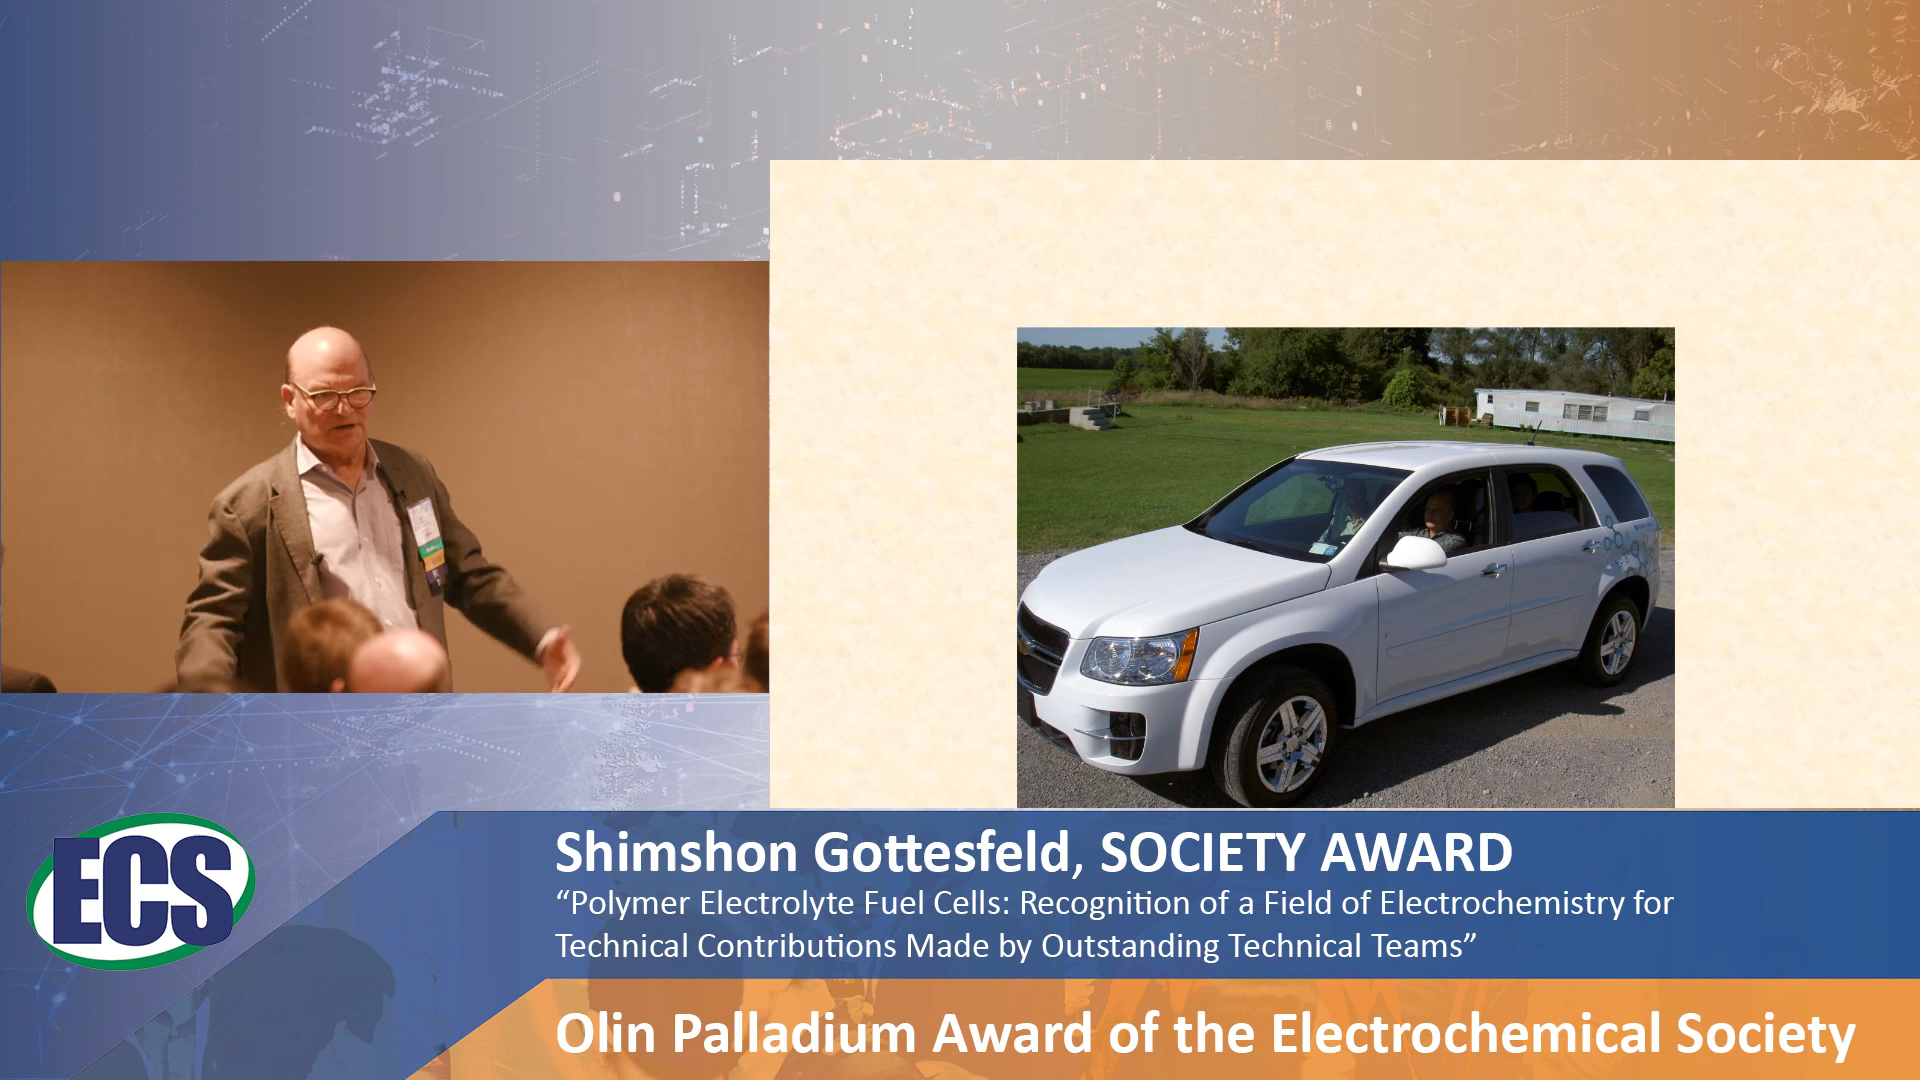 ECS
Shimshon Gottesfeld, SOCIETY AWARD
“Polymer Electrolyte Fuel Cells: Recognition of a Field of Electrochemistry for
Technical Contributions Made by Outstanding Technical Teams”
Olin Palladium Award of the Electrochemical Society